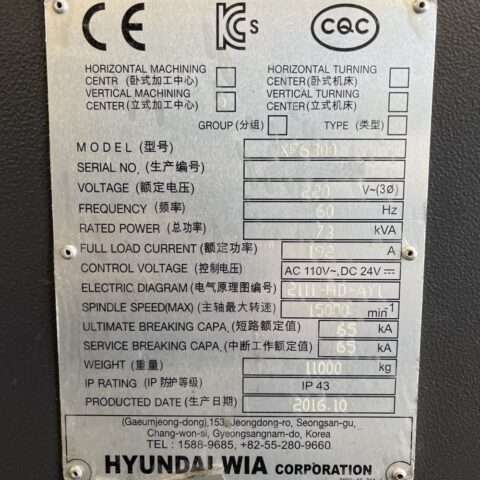 CE KCs CQC
HORIZONTAL MACHINING CENTR (卧式加工中心)
HORIZONTAL TURNING CENTER(卧式机床)
VERTICAL MACHINING CENTER (立式加工中心)
VERTICAL TURNING CENTER(立式机床)
GROUP (分组) TYPE (类型)
MODEL (型号) XF6300
SERIAL NO. (生产编号)
VOLTAGE (额定电压) 220 V~(3Ø)
FREQUENCY (频率) 60 Hz
RATED POWER (总功率) 73 kVA
FULL LOAD CURRENT (额定功率) 192 A
CONTROL VOLTAGE (控制电压) AC 110V~, DC 24V
ELECTRIC DIAGRAM (电气原理图编号)
SPINDLE SPEED(MAX) (主轴最大转速) 15000 min-1
ULTIMATE BREAKING CAPA. (短路额定值) 65 kA
SERVICE BREAKING CAPA. (中断工作额定值) 65 kA
WEIGHT (重量) 11000 kg
IP RATING (IP 防护等级) IP 43
PRODUCTED DATE (生产日期) 2016.10
(Gaeumjeong-dong),153, Jeongdong-ro, Seongsan-gu,
Chang-won-si, Gyeongsangnam-do, Korea
TEL : 1588-9685, +82-55-280-9660
HYUNDAI WIA CORPORATION